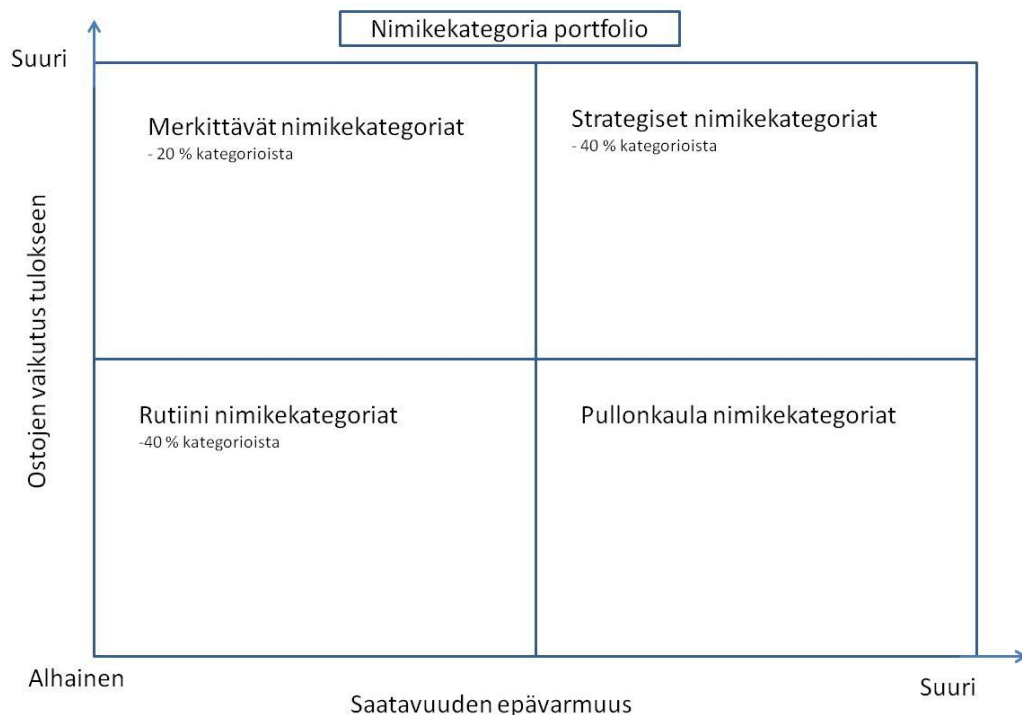 Nimikekategoria portfolio
Suuri
Merkittävät nimikekategoriat
- 20 % kategorioista
Strategiset nimikekategoriat
- 40 % kategorioista
Ostojen vaikutus tulokseen
Rutiini nimikekategoriat
-40 % kategorioista
Pullonkaula nimikekategoriat
Alhainen
Saatavuuden epävarmuus
Suuri